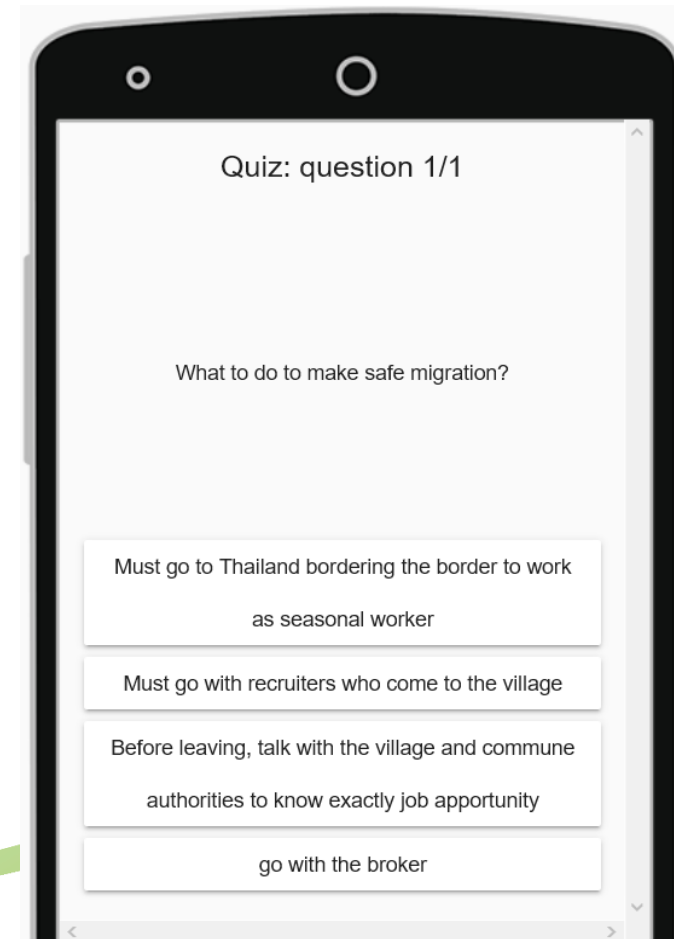 Quiz: question 1/1
What to do to make safe migration?
Must go to Thailand bordering the border to work
as seasonal worker
Must go with recruiters who come to the village
Before leaving, talk with the village and commune
authorities to know exactly job apportunity
go with the broker